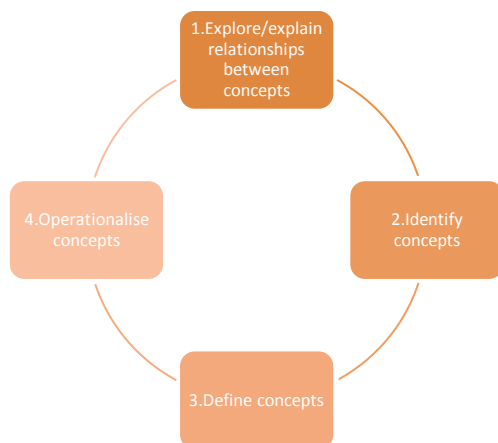 1.Explore/explain
relationships
between
concepts
2.Identify
concepts
3.Define concepts
4.Operationalise
concepts